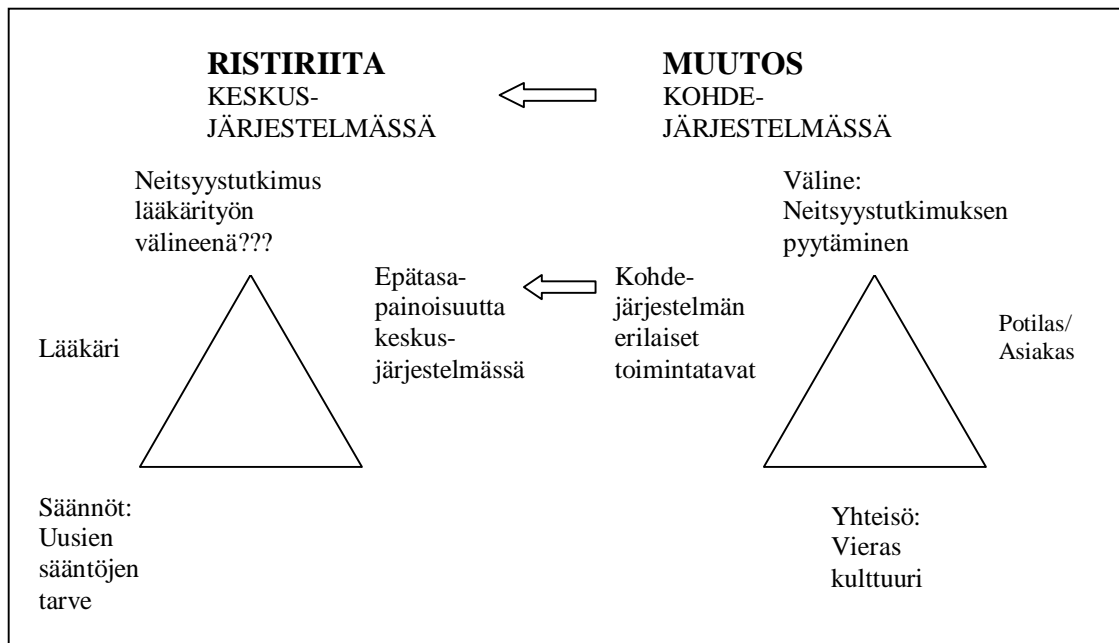 RISTIRIITA
KESKUS-
JÄRJESTELMÄSSÄ
MUUTOS
KOHDE-
JÄRJESTELMÄSSÄ
Neitsyystutkimus
lääkärityön
välineenä???
Väline:
Neitsyystutkimuksen
pyytäminen
Lääkäri
Epätasa-
painoisuutta
keskus-
järjestelmässä
Kohde-
järjestelmän
erilaiset
toimintatavat
Potilas/
Asiakas
Säännöt:
Uusien
sääntöjen
tarve
Yhteisö:
Vieras
kulttuuri